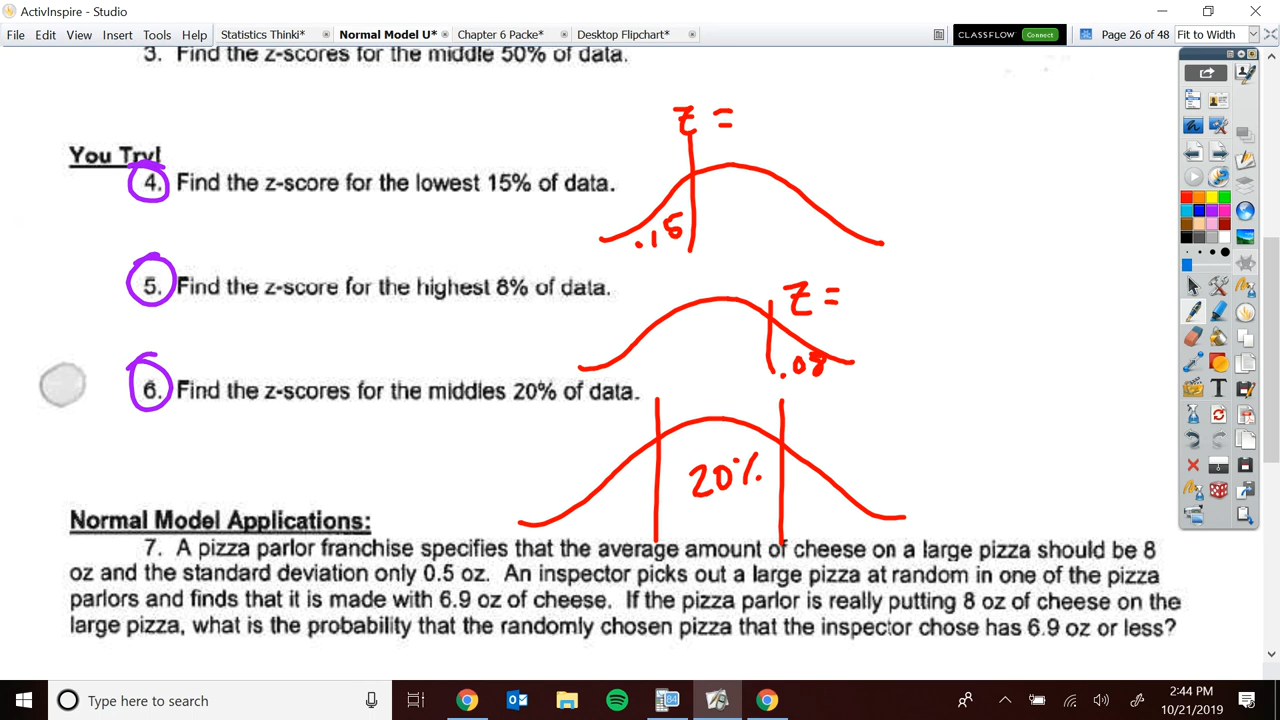 ActivInspire - Studio
File Edit View Insert Tools Help Statistics Thinki* Normal Model U* Chapter 6 Packe* Desktop Flipchart* CLASSFLOW Connect Page 26 of 48 Fit to Width
3. Find the z-scores for the middle 50% of data.
z =
You Try!
4. Find the z-score for the lowest 15% of data.
.15
z =
5. Find the z-score for the highest 8% of data.
.08
6. Find the z-scores for the middles 20% of data.
20%
Normal Model Applications:
7. A pizza parlor franchise specifies that the average amount of cheese on a large pizza should be 8
oz and the standard deviation only 0.5 oz. An inspector picks out a large pizza at random in one of the pizza
parlors and finds that it is made with 6.9 oz of cheese. If the pizza parlor is really putting 8 oz of cheese on the
large pizza, what is the probability that the randomly chosen pizza that the inspector chose has 6.9 oz or less?
Type here to search
2:44 PM
10/21/2019